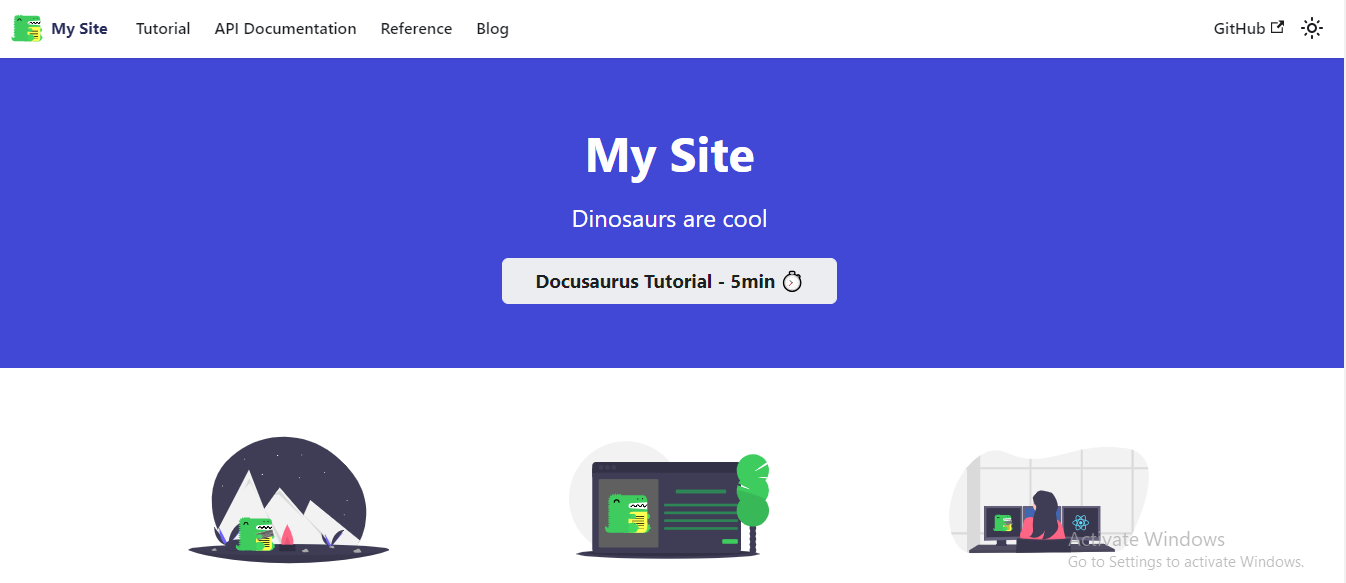 My Site Tutorial API Documentation Reference Blog GitHub
My Site
Dinosaurs are cool
Docusaurus Tutorial - 5min
Activate Windows
Go to Settings to activate Windows.